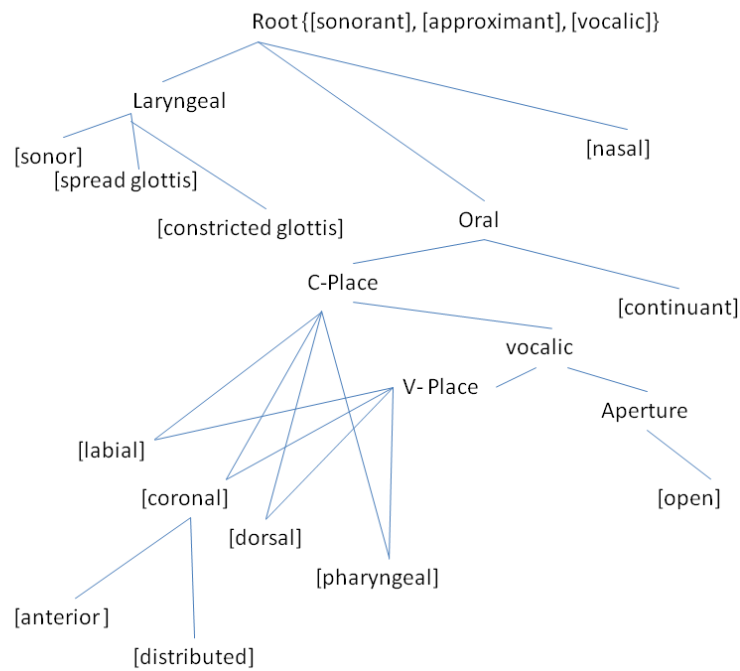 Root {[sonorant], [approximant], [vocalic]}
Laryngeal
[sonor]
[nasal]
[spread glottis]
[constricted glottis]
Oral
C-Place
[continuant]
vocalic
V- Place
Aperture
[labial]
[coronal]
[open]
[dorsal]
[pharyngeal]
[anterior]
[distributed]